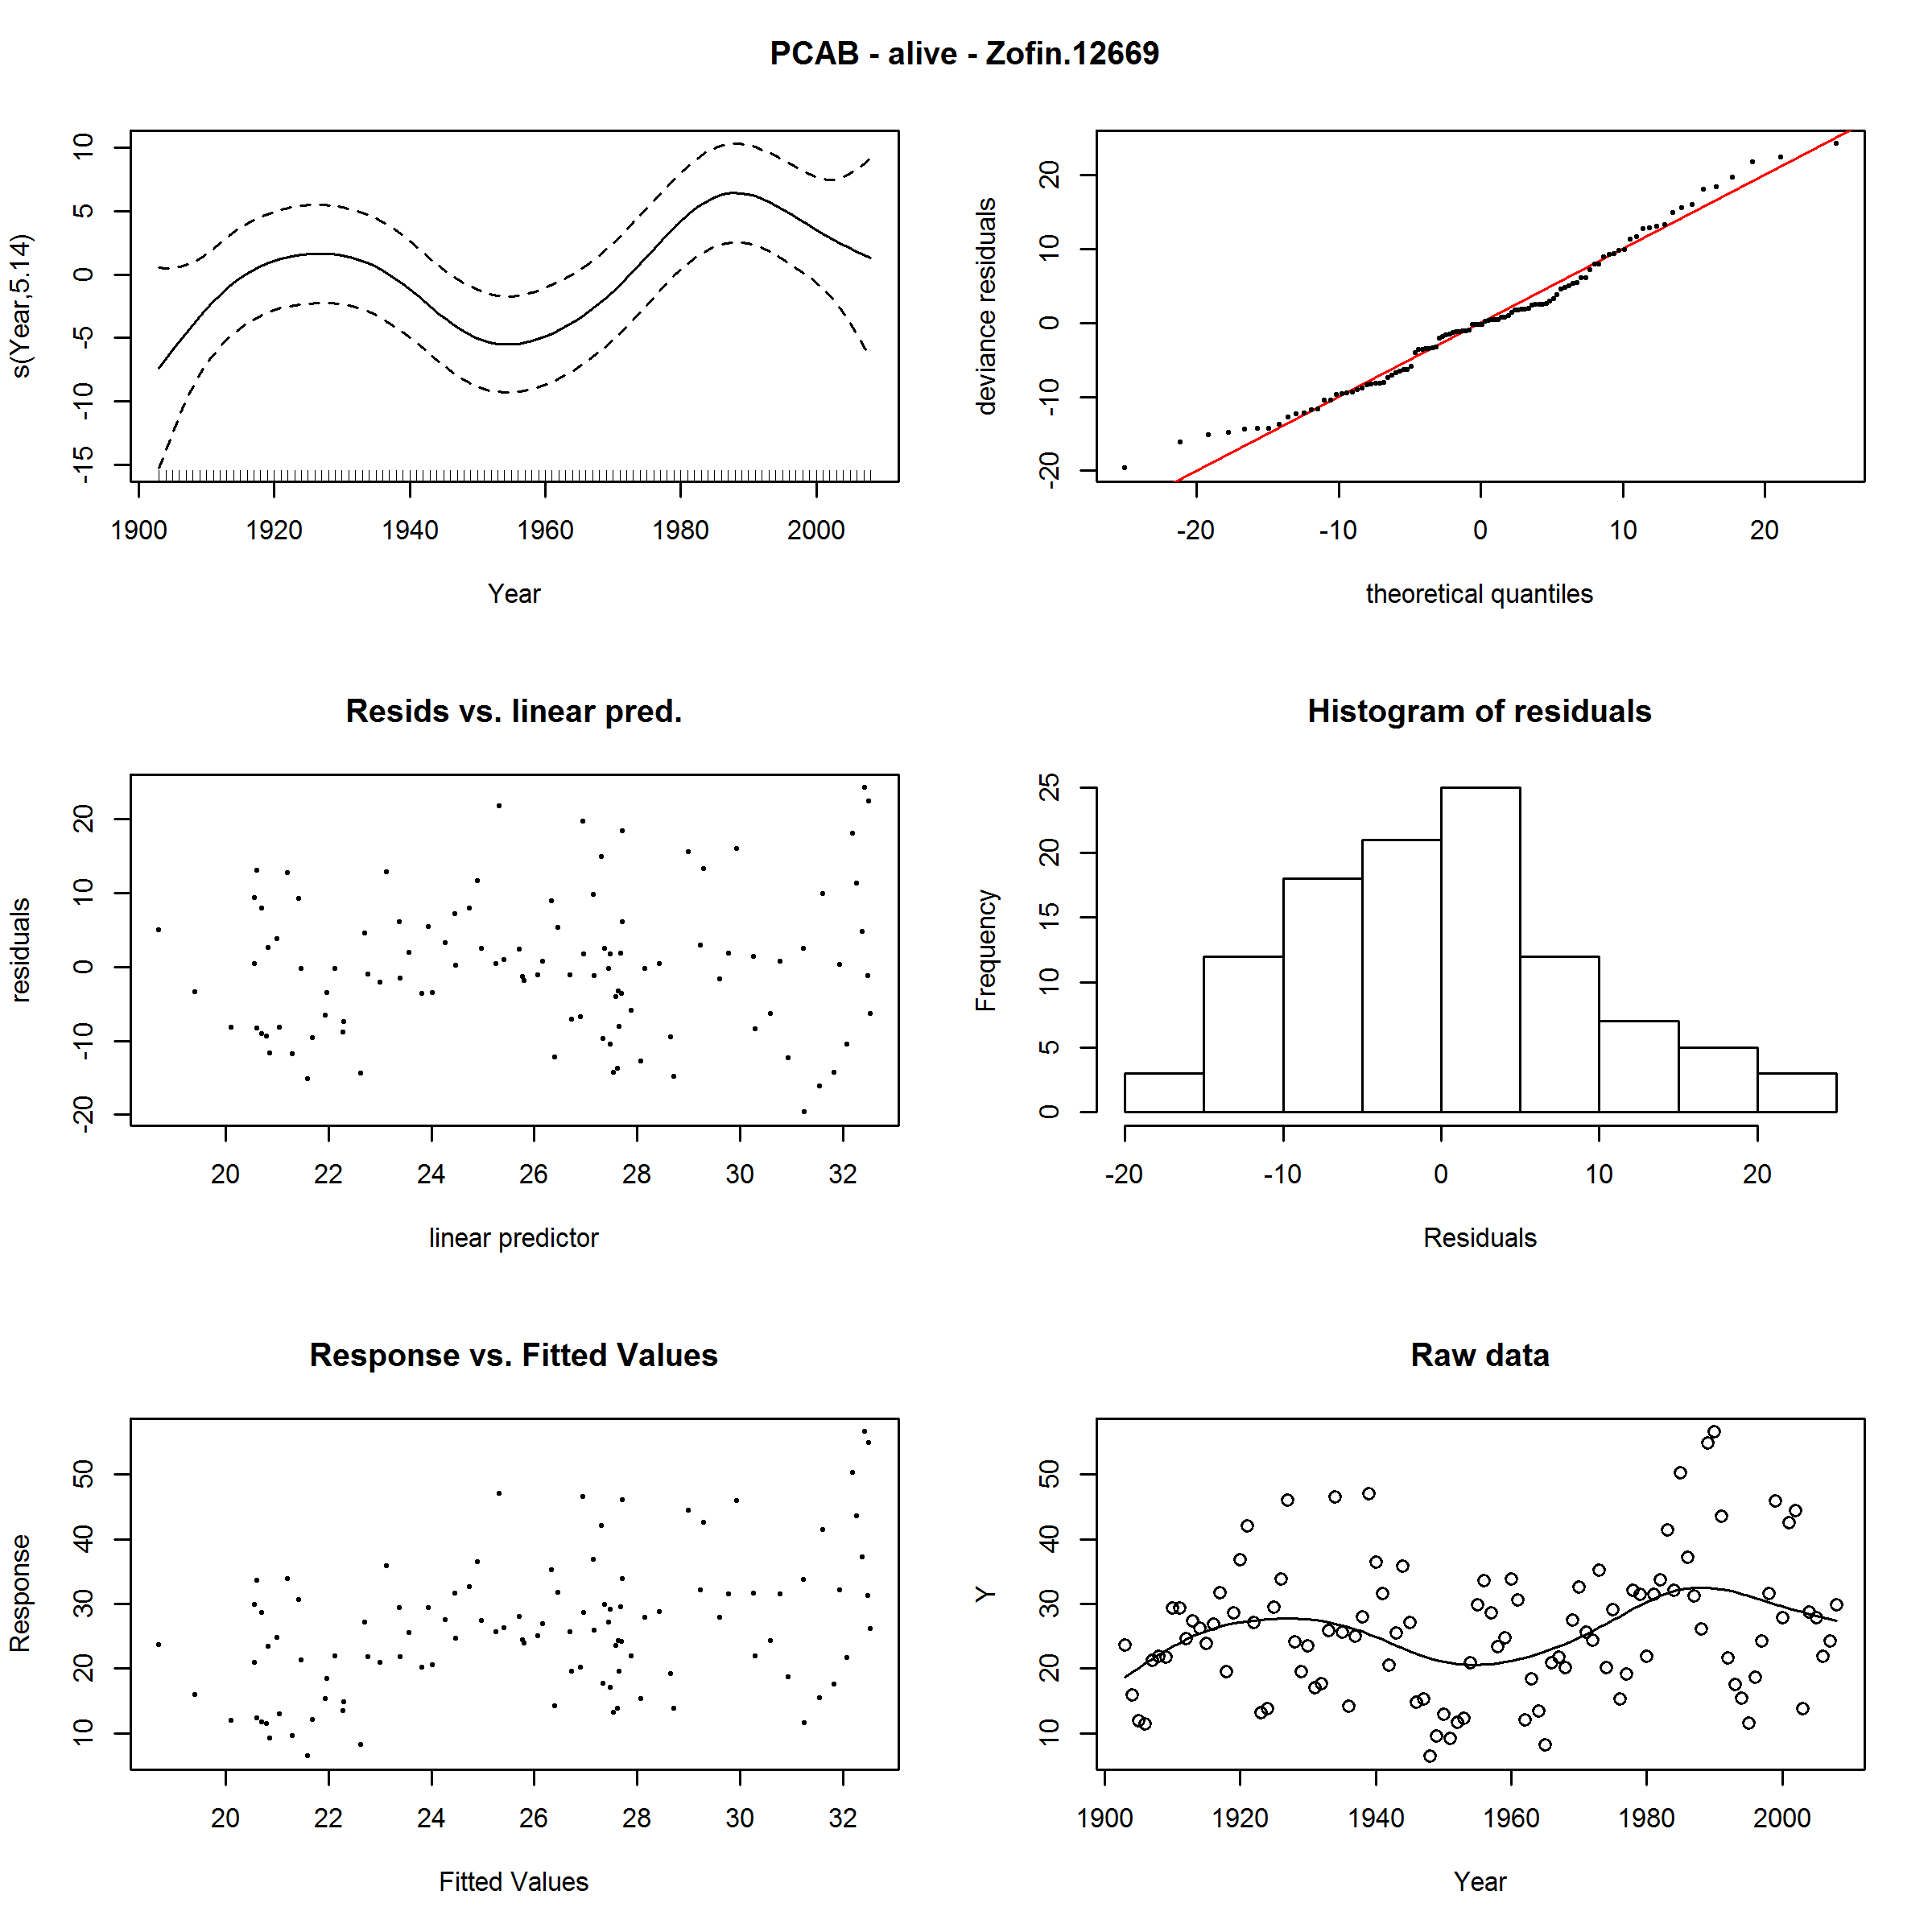 PCAB - alive - Zofin.12669
s(Year,5.14)
10
5
0
-5
-10
-15
1900 1920 1940 1960 1980 2000
Year
deviance residuals
20
10
0
-10
-20
-20 -10 0 10 20
theoretical quantiles
Resids vs. linear pred.
residuals
20
10
0
-10
-20
20 22 24 26 28 30 32
linear predictor
Histogram of residuals
Frequency
25
20
15
10
5
0
-20 -10 0 10 20
Residuals
Response vs. Fitted Values
Response
50
40
30
20
10
20 22 24 26 28 30 32
Fitted Values
Raw data
Y
50
40
30
20
10
1900 1920 1940 1960 1980 2000
Year